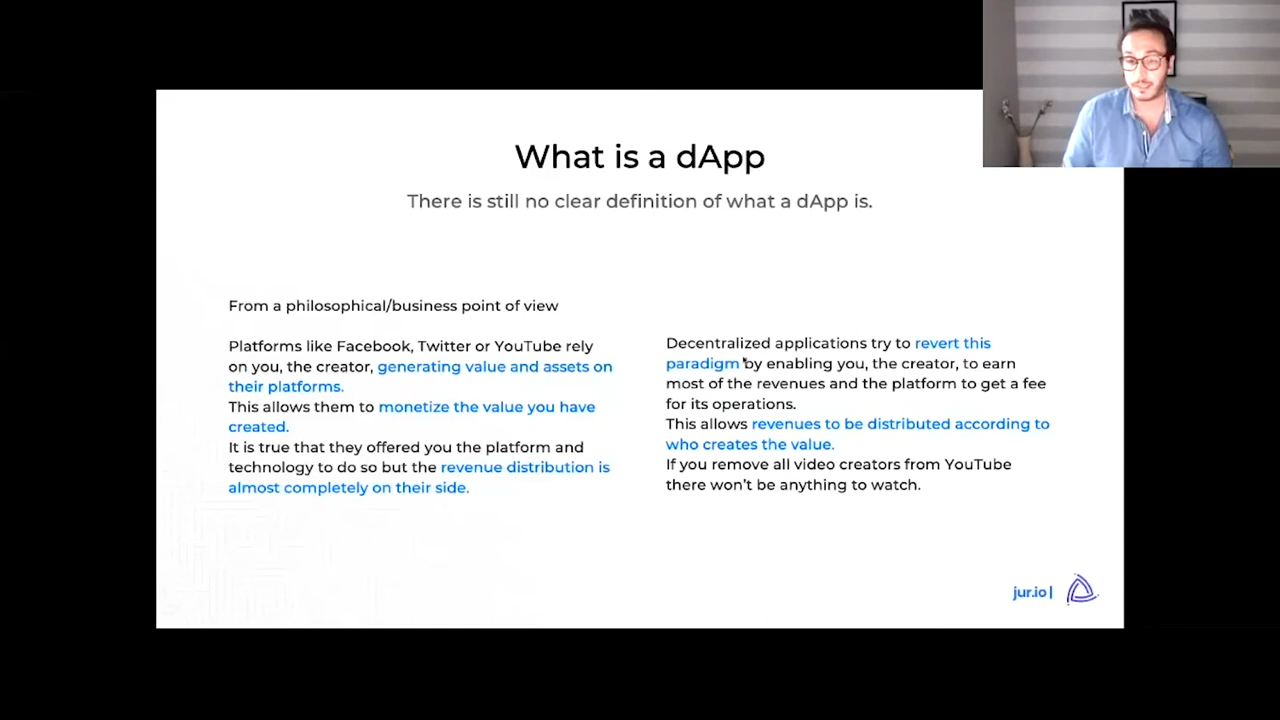 What is a dApp
There is still no clear definition of what a dApp is.
From a philosophical/business point of view
Platforms like Facebook, Twitter or YouTube rely
on you, the creator, generating value and assets on
their platforms.
This allows them to monetize the value you have
created.
It is true that they offered you the platform and
technology to do so but the revenue distribution is
almost completely on their side.
Decentralized applications try to revert this
paradigm by enabling you, the creator, to earn
most of the revenues and the platform to get a fee
for its operations.
This allows revenues to be distributed according to
who creates the value.
If you remove all video creators from YouTube
there won't be anything to watch.
jur.io |